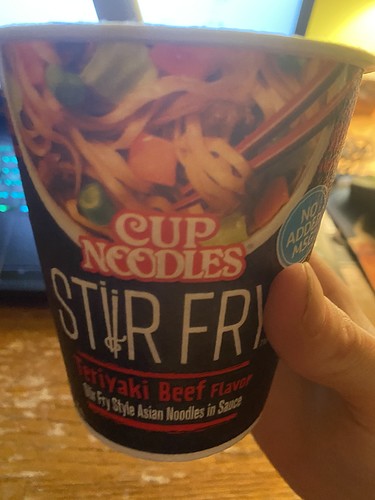 CUP
NOODLES
NO
ADDED
MSG
STIR FRY
Teriyaki Beef Flavor
Stir Fry Style Asian Noodles in Sauce